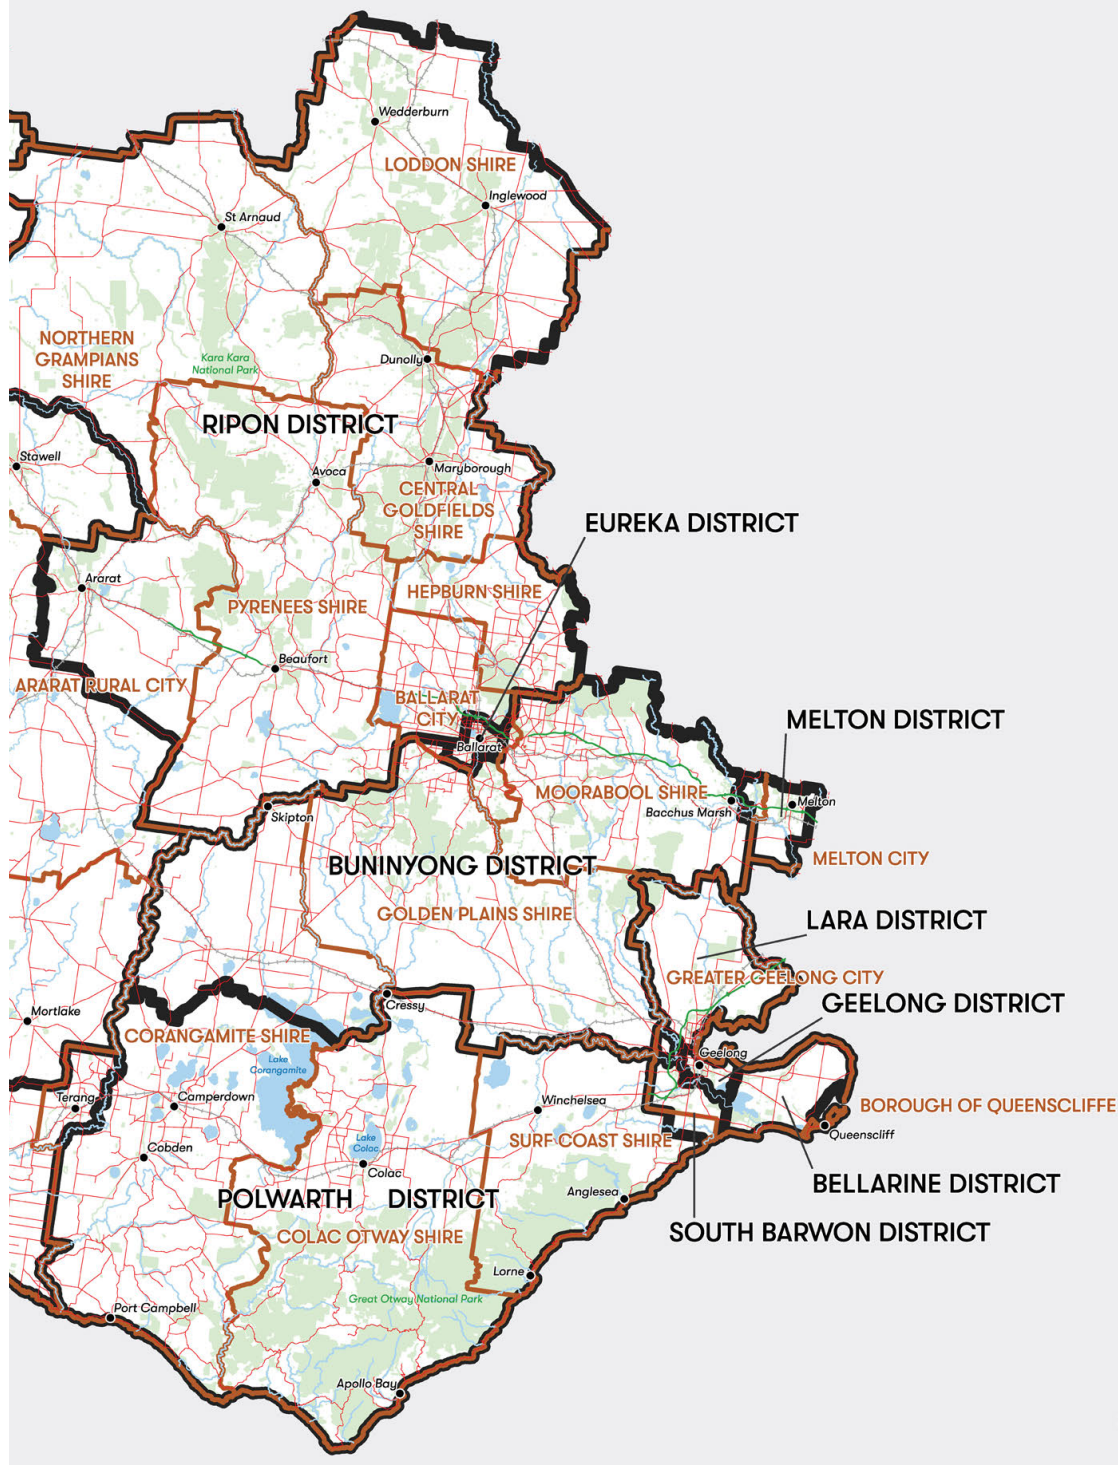 Wedderburn
LODDON SHIRE
Inglewood
St Arnaud
NORTHERN
GRAMPIANS
SHIRE
Kara Kara
National Park
Dunolly
RIPON DISTRICT
Stawell
Avoca
Maryborough
CENTRAL
GOLDFIELDS
SHIRE
EUREKA DISTRICT
Ararat
PYRENEES SHIRE
HEPBURN SHIRE
Beaufort
ARARAT RURAL CITY
BALLARAT
CITY
Ballarat
MELTON DISTRICT
MOORABOOL SHIRE
Bacchus Marsh
Melton
Skipton
BUNINYONG DISTRICT
MELTON CITY
GOLDEN PLAINS SHIRE
LARA DISTRICT
GREATER GEELONG CITY
GEELONG DISTRICT
Cressy
Mortlake
CORANGAMITE SHIRE
Lake
Corangamite
Geelong
Terang
Camperdown
Winchelsea
BOROUGH OF QUEENSCLIFFE
Queenscliff
SURF COAST SHIRE
Cobden
Lake
Colac
Colac
BELLARINE DISTRICT
POLWARTH DISTRICT
Anglesea
SOUTH BARWON DISTRICT
COLAC OTWAY SHIRE
Lorne
Great Otway National Park
Port Campbell
Apollo Bay